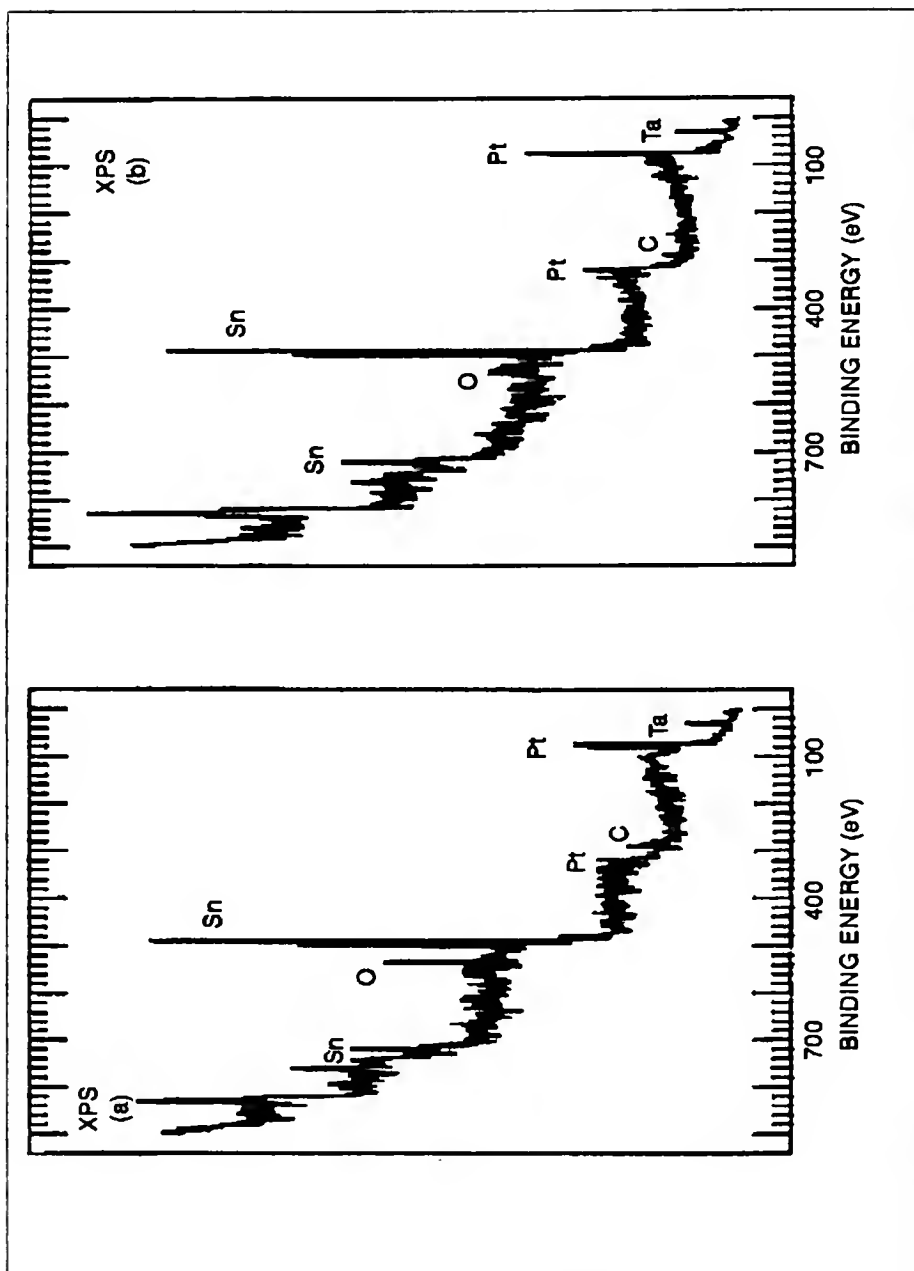 XPS
(a)
Sn
O
Sn
Pt
C
Pt
Ta
700
400
100
BINDING ENERGY (eV)
XPS
(b)
Sn
O
Sn
Pt
C
Pt
Ta
700
400
100
BINDING ENERGY (eV)